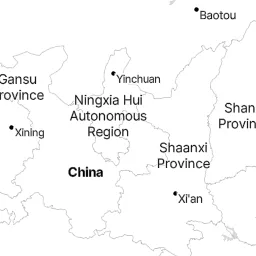 Baotou
Yinchuan
Gansu
rovince
Ningxia Hui
Autonomous
Region
Shan
Provin
Xining
Shaanxi
Province
China
Xi'an